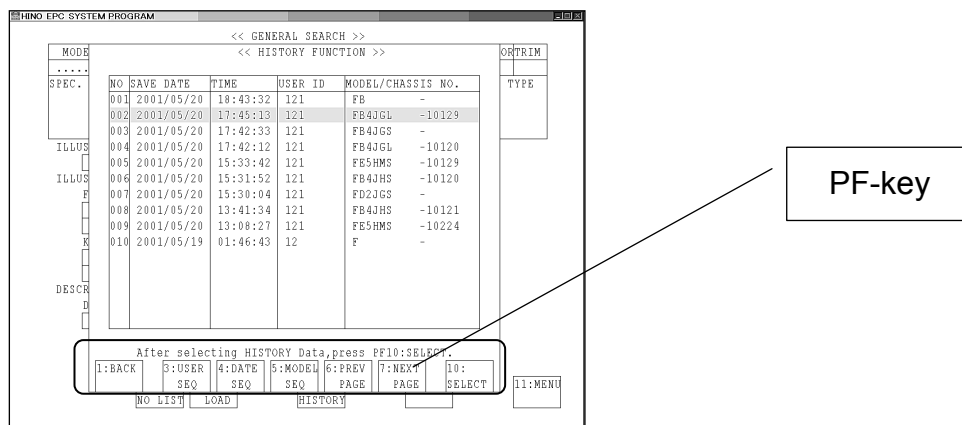 HINO EPC SYSTEM PROGRAM
<< GENERAL SEARCH >>
MODE << HISTORY FUNCTION >> OR TRIM
.....
SPEC. NO SAVE DATE TIME USER ID MODEL/CHASSIS NO. TYPE
001 2001/05/20 18:43:32 121 FB -
002 2001/05/20 17:45:13 121 FB4JGL -10129
003 2001/05/20 17:42:33 121 FB4JGS -
ILLUS 004 2001/05/20 17:42:12 121 FB4JGL -10120
005 2001/05/20 15:33:42 121 FE5HMS -10129
ILLUS 006 2001/05/20 15:31:52 121 FB4JHS -10120
F 007 2001/05/20 15:30:04 121 FD2JGS -
008 2001/05/20 13:41:34 121 FB4JHS -10121
009 2001/05/20 13:08:27 121 FE5HMS -10224
K 010 2001/05/19 01:46:43 12 F -
DESCR
D
After selecting HISTORY Data,press PF10:SELECT.
1:BACK 3:USER SEQ 4:DATE SEQ 5:MODEL SEQ 6:PREV PAGE 7:NEXT PAGE 10: SELECT 11:MENU
NO LIST LOAD HISTORY
PF-key